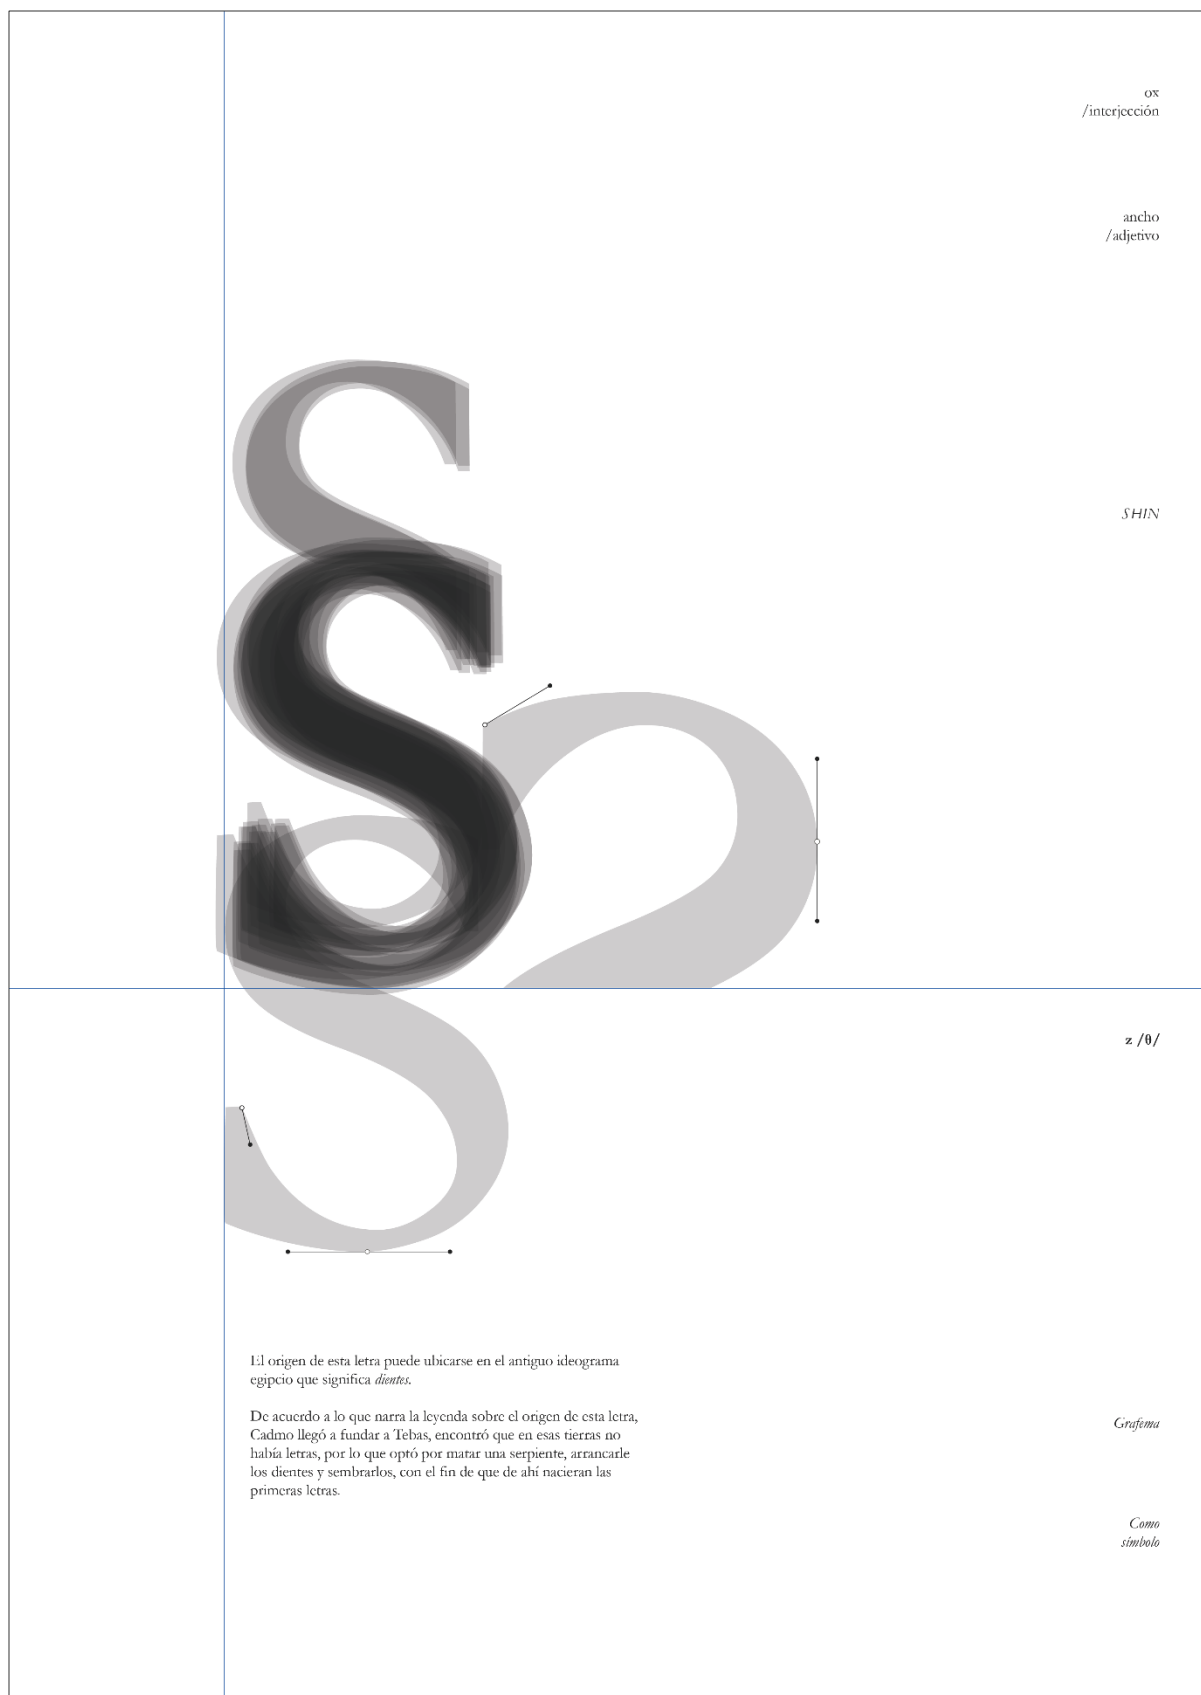 ox
/interjección
ancho
/adjetivo
SHIN
z /θ/
El origen de esta letra puede ubicarse en el antiguo ideograma
egipcio que significa dientes.
De acuerdo a lo que narra la leyenda sobre el origen de esta letra,
Cadmo llegó a fundar a Tebas, encontró que en esas tierras no
había letras, por lo que optó por matar una serpiente, arrancarle
los dientes y sembrarlos, con el fin de que de ahí nacieran las
primeras letras.
Grafema
Como
símbolo